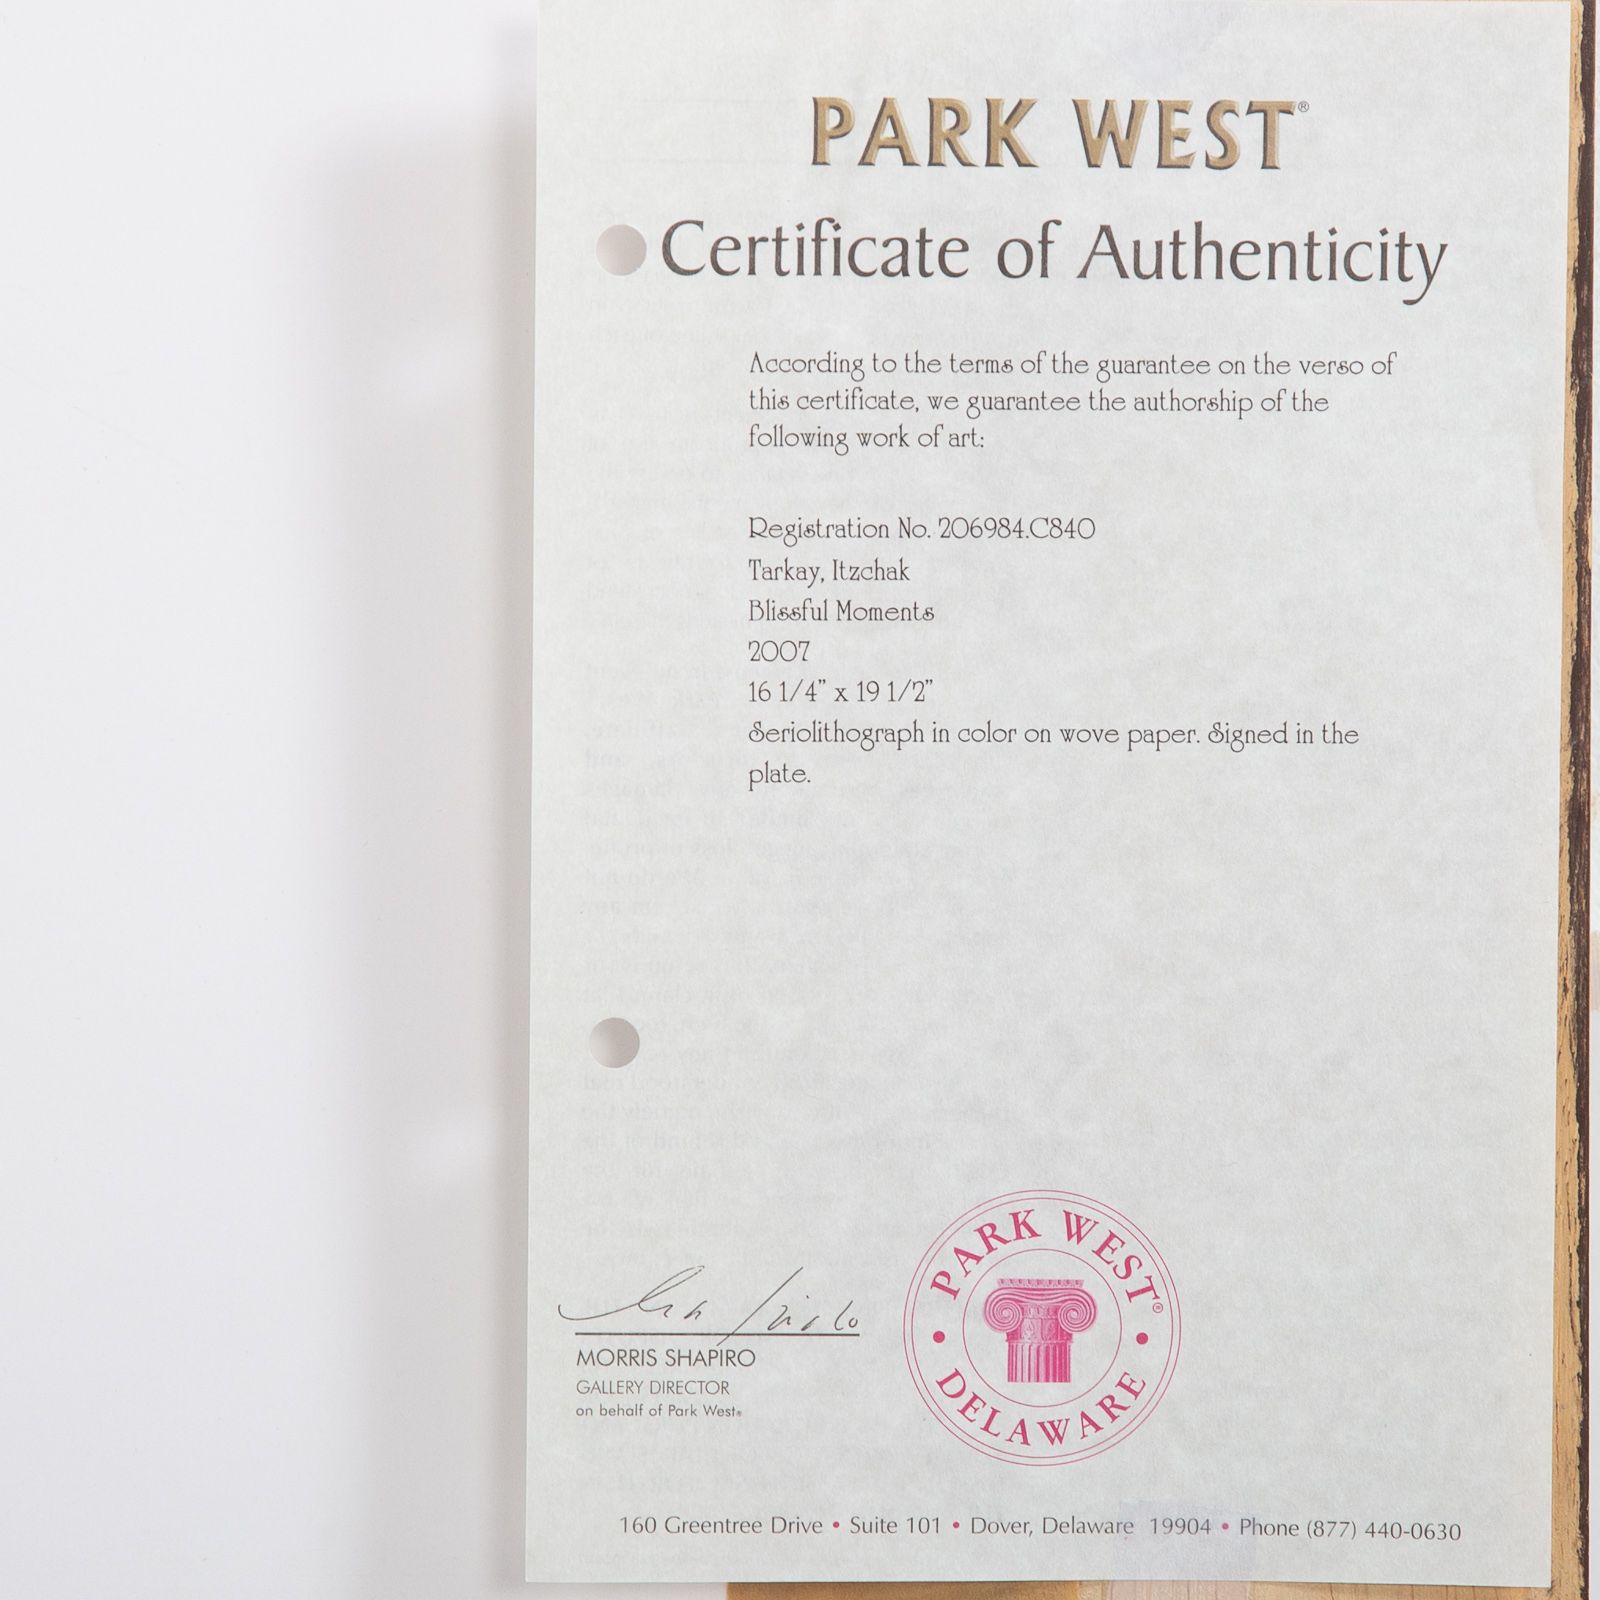 PARK WEST®
Certificate of Authenticity
According to the terms of the guarantee on the verso of
this certificate, we guarantee the authorship of the
following work of art:
Registration No. 206984.C840
Tarkay, Itzchak
Blissful Moments
2007
16 1/4" x 19 1/2"
Seriolithograph in color on wove paper. Signed in the
plate.
MORRIS SHAPIRO
GALLERY DIRECTOR
on behalf of Park West®
PARK WEST®
• DELAWARE •
160 Greentree Drive • Suite 101 • Dover, Delaware 19904 • Phone (877) 440-0630